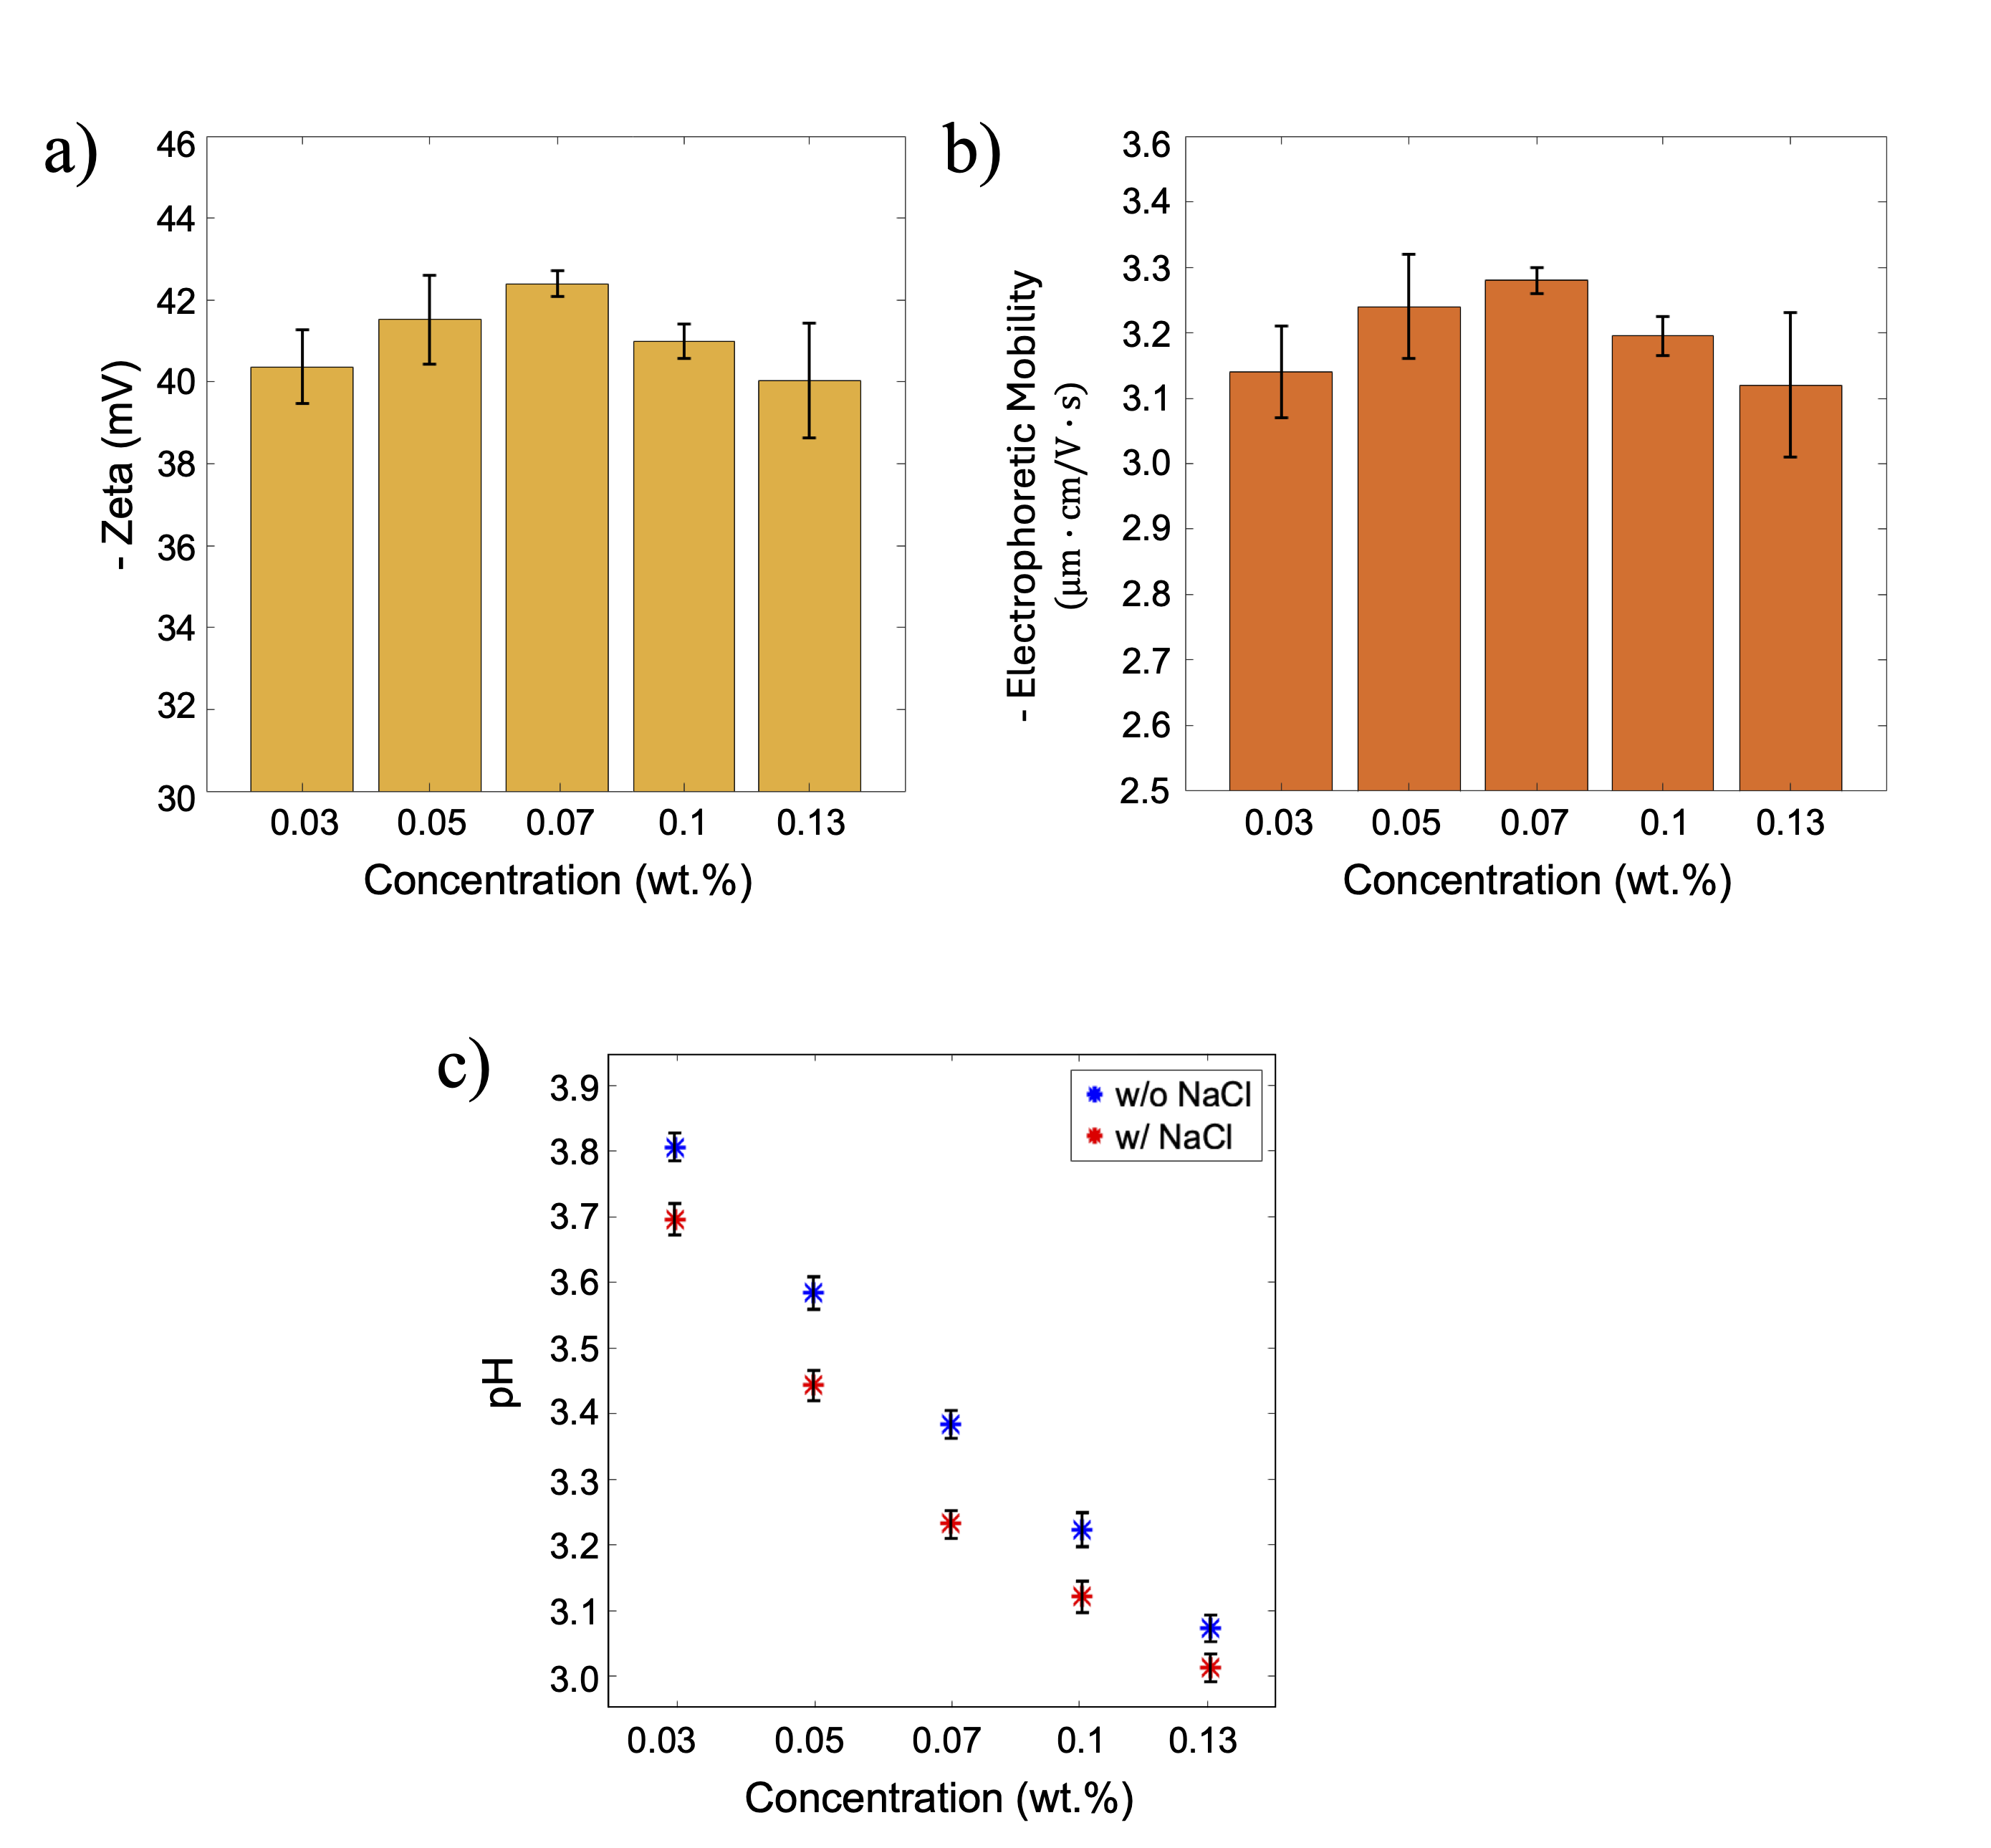 a)
46
44
42
40
38
36
34
32
30
- Zeta (mV)
0.03 0.05 0.07 0.1 0.13
Concentration (wt.%)
b)
3.6
3.4
3.3
3.2
3.1
3.0
2.9
2.8
2.7
2.6
2.5
- Electrophoretic Mobility
(μm · cm/V · s)
0.03 0.05 0.07 0.1 0.13
Concentration (wt.%)
c)
3.9
3.8
3.7
3.6
3.5
3.4
3.3
3.2
3.1
3.0
pH
w/o NaCl
w/ NaCl
0.03 0.05 0.07 0.1 0.13
Concentration (wt.%)